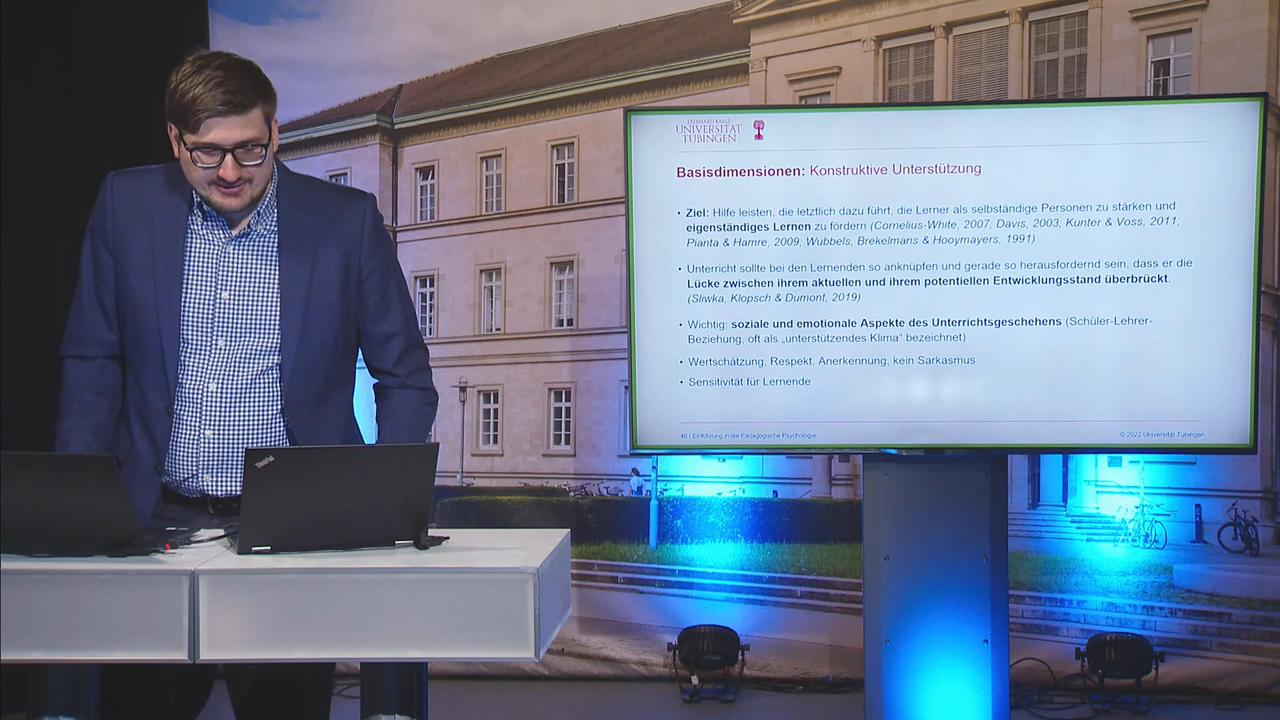 EBERHARD KARLS
UNIVERSITÄT
TÜBINGEN
Basisdimensionen: Konstruktive Unterstützung
• Ziel: Hilfe leisten, die letztlich dazu führt, die Lerner als selbständige Personen zu stärken und
eigenständiges Lernen zu fördern (Cornelius-White, 2007; Davis, 2003; Kunter & Voss, 2011;
Pianta & Hamre, 2009; Wubbels, Brekelmans & Hooymayers, 1991)
• Unterricht sollte bei den Lernenden so anknüpfen und gerade so herausfordernd sein, dass er die
Lücke zwischen ihrem aktuellen und ihrem potentiellen Entwicklungsstand überbrückt.
(Sliwka, Klopsch & Dumont, 2019)
• Wichtig: soziale und emotionale Aspekte des Unterrichtsgeschehens (Schüler-Lehrer-
Beziehung, oft als „unterstützendes Klima" bezeichnet)
• Wertschätzung, Respekt, Anerkennung, kein Sarkasmus
• Sensitivität für Lernende
46 | Einführung in die Pädagogische Psychologie
© 2022 Universität Tübingen
ThinkPad